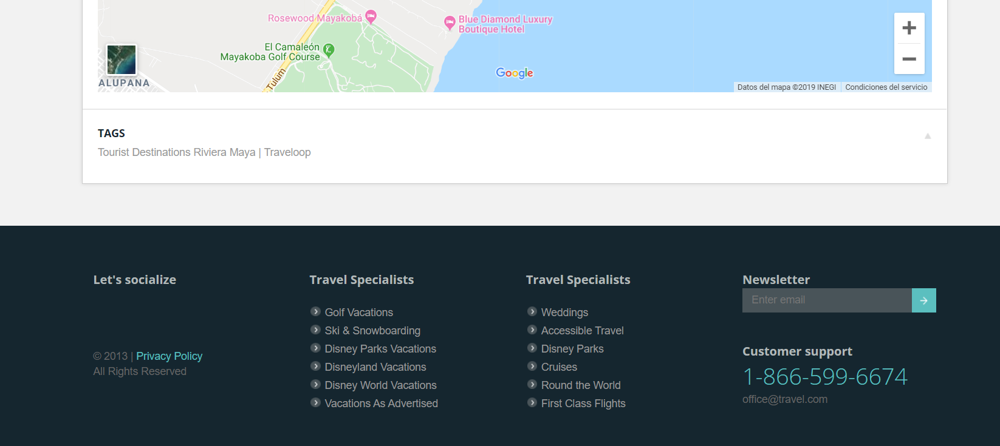 Rosewood Mayakobá
Blue Diamond Luxury
Boutique Hotel
El Camaleón
Mayakoba Golf Course
ALUPANA
Tulum
Google
+
−
Datos del mapa ©2019 INEGI
Condiciones del servicio
TAGS
Tourist Destinations Riviera Maya | Traveloop
Let's socialize
© 2013 | Privacy Policy
All Rights Reserved
Travel Specialists
Golf Vacations
Ski & Snowboarding
Disney Parks Vacations
Disneyland Vacations
Disney World Vacations
Vacations As Advertised
Travel Specialists
Weddings
Accessible Travel
Disney Parks
Cruises
Round the World
First Class Flights
Newsletter
Enter email
Customer support
1-866-599-6674
office@travel.com